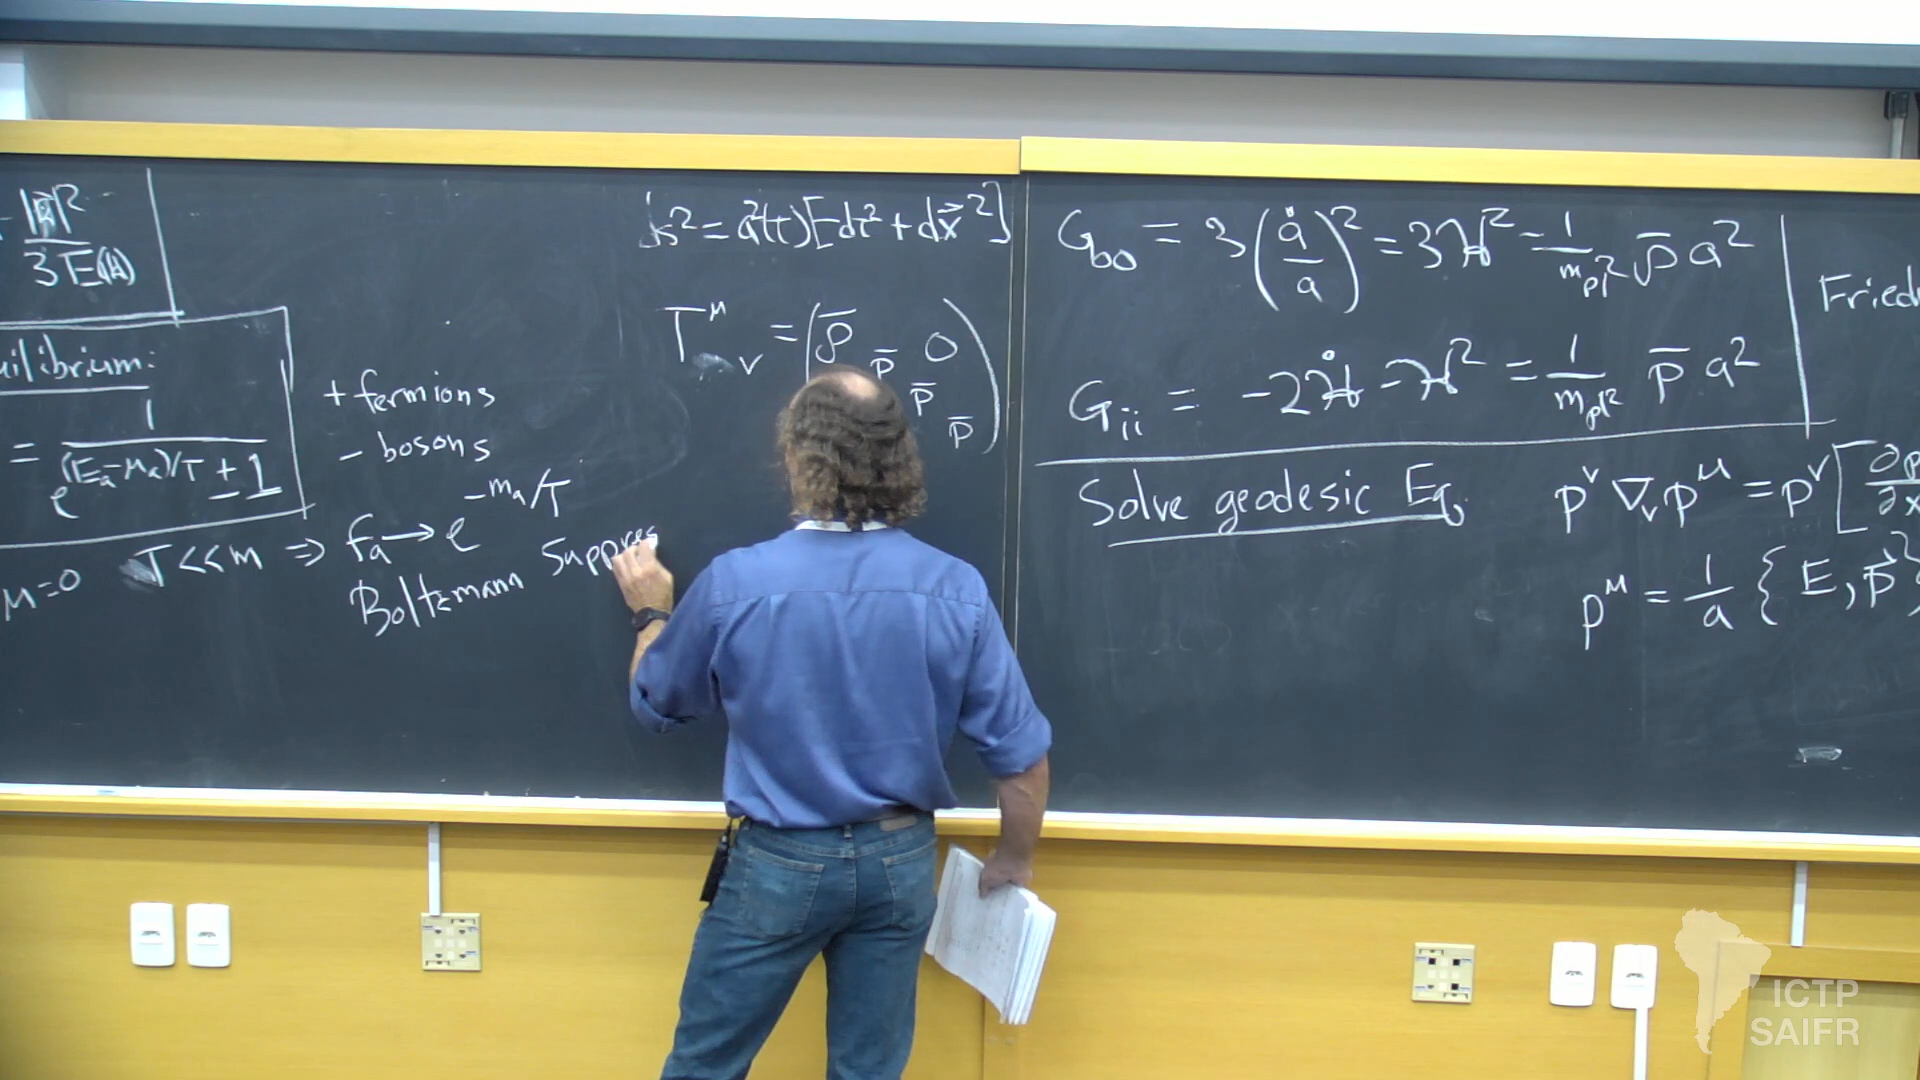 |p|²
3E(p)
uilibrium:
= 1 / e^{(E_a-μ_a)/T} ± 1
+ fermions
- bosons
μ=0 T<<m ⇒ f_a → e^{-m_a/T}
Boltzmann Suppres
ds² = a²(τ)[-dτ² + dx⃗²]
T^μ_ν = ( ρ̄ p̄ 0
p̄
p̄ )
G₀₀ = 3(ȧ/a)² = 3ℋ² = 1/m_pl² ρ̄ a²
Fried
G_ii = -2ℋ̇ - ℋ² = 1/m_pl² p̄ a²
Solve geodesic Eq.
p^ν ∇_ν p^μ = p^ν [ ∂p/∂x
p^μ = 1/a { E, p⃗ }
ICTP
SAIFR